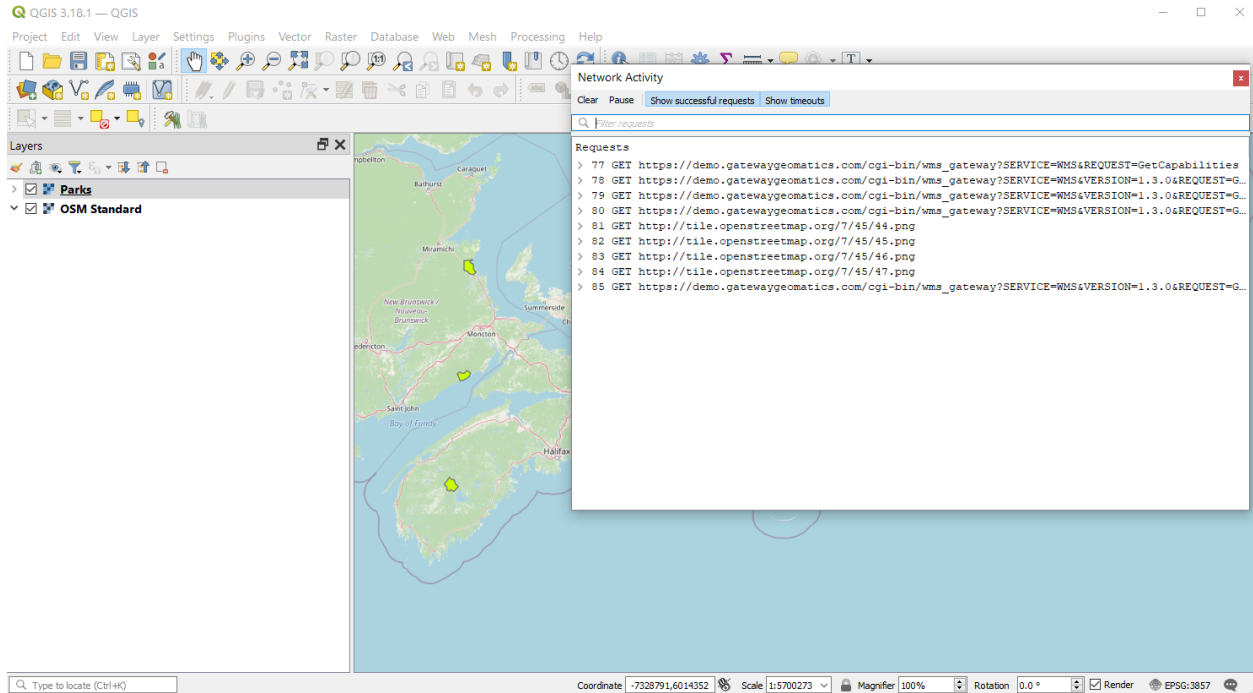 QGIS 3.18.1 — QGIS
Project Edit View Layer Settings Plugins Vector Raster Database Web Mesh Processing Help
Network Activity
Clear Pause Show successful requests Show timeouts
Filter requests
Requests
77 GET https://demo.gatewaygeomatics.com/cgi-bin/wms_gateway?SERVICE=WMS&REQUEST=GetCapabilities
78 GET https://demo.gatewaygeomatics.com/cgi-bin/wms_gateway?SERVICE=WMS&VERSION=1.3.0&REQUEST=G…
79 GET https://demo.gatewaygeomatics.com/cgi-bin/wms_gateway?SERVICE=WMS&VERSION=1.3.0&REQUEST=G…
80 GET https://demo.gatewaygeomatics.com/cgi-bin/wms_gateway?SERVICE=WMS&VERSION=1.3.0&REQUEST=G…
81 GET http://tile.openstreetmap.org/7/45/44.png
82 GET http://tile.openstreetmap.org/7/45/45.png
83 GET http://tile.openstreetmap.org/7/45/46.png
84 GET http://tile.openstreetmap.org/7/45/47.png
85 GET https://demo.gatewaygeomatics.com/cgi-bin/wms_gateway?SERVICE=WMS&VERSION=1.3.0&REQUEST=G…
Layers
Parks
OSM Standard
mpbellton
Caraquet
Bathurst
Miramichi
New Brunswick /
Nouveau-
Brunswick
Summerside
Ch
Moncton
edericton
Saint John
Bay of Fundy
Halifax
Type to locate (Ctrl+K)
Coordinate -7328791,6014352 Scale 1:5700273 Magnifier 100% Rotation 0.0 ° Render EPSG:3857